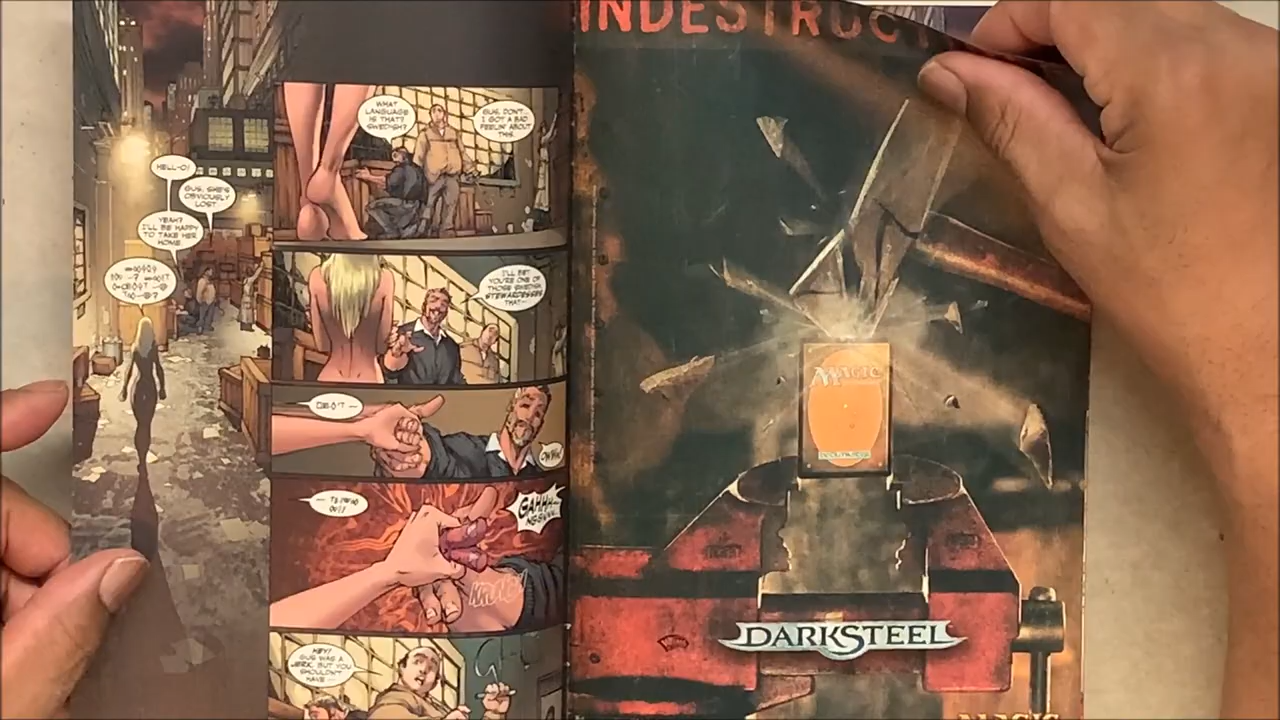 HELL-O!
GUS, SHE'S
OBVIOUSLY
LOST.
YEAH?
I'LL BE HAPPY
TO TAKE HER
HOME
WHAT
LANGUAGE
IS THAT?
SWEDISH?
GUS, DON'T...
I GOT A BAD
FEELIN' ABOUT
THIS.
I'LL BET
YOU'RE ONE OF
THOSE SWEDISH
STEWARDESSES
THAT--
HEY!
GUS WAS A
JERK, BUT YOU
SHOULDN'T
HAVE --
INDESTRUCT
MAGIC
DECKMASTER
DARKSTEEL
MAGIC